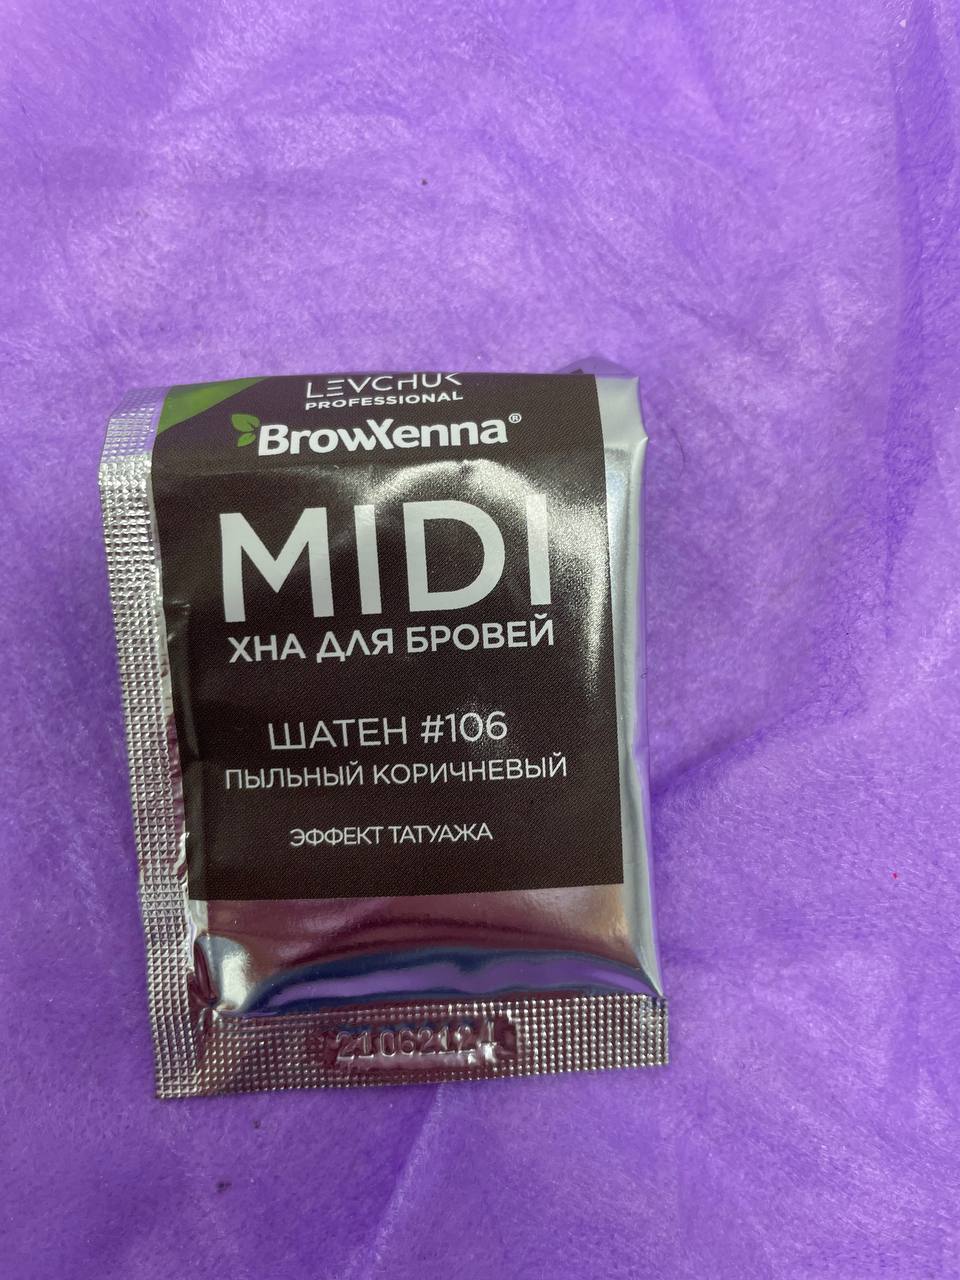 LEVCHUK
PROFESSIONAL
BrowXenna®
MIDI
ХНА ДЛЯ БРОВЕЙ
ШАТЕН #106
ПЫЛЬНЫЙ КОРИЧНЕВЫЙ
ЭФФЕКТ ТАТУАЖА